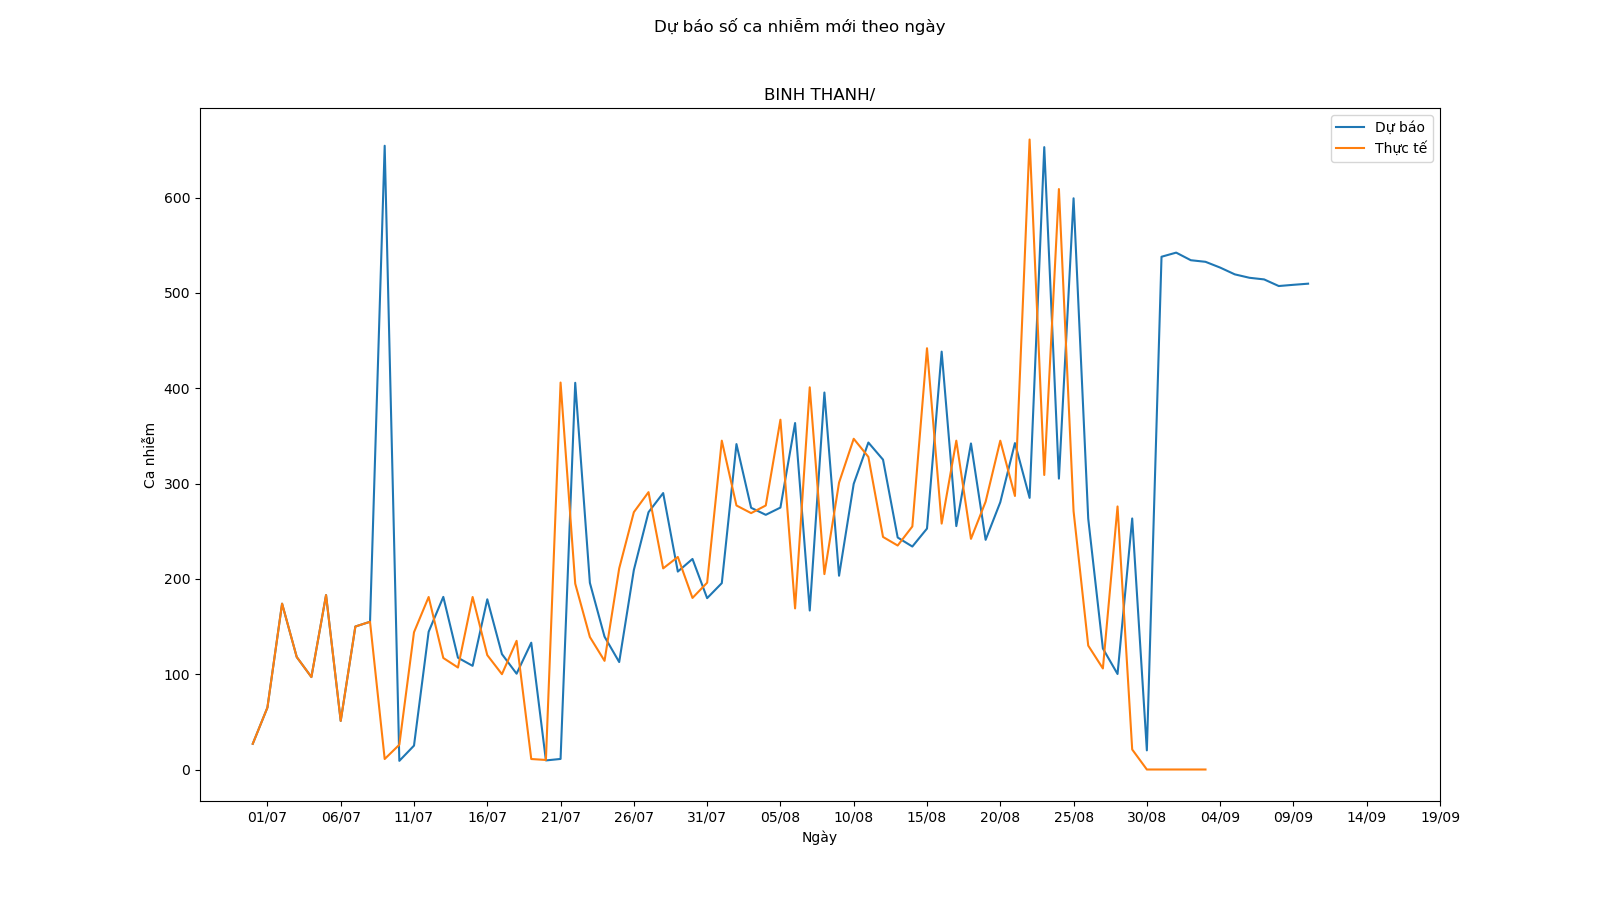 Dự báo số ca nhiễm mới theo ngày
BINH THANH/
Dự báo
Thực tế
600
500
400
300
200
100
0
Ca nhiễm
01/07 06/07 11/07 16/07 21/07 26/07 31/07 05/08 10/08 15/08 20/08 25/08 30/08 04/09 09/09 14/09 19/09
Ngày